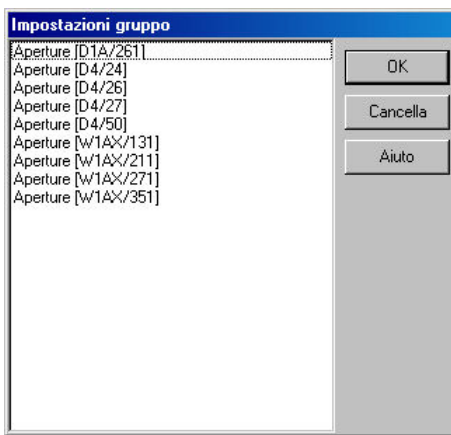 Impostazioni gruppo
Aperture [D1A/261]
Aperture [D4/24]
Aperture [D4/26]
Aperture [D4/27]
Aperture [D4/50]
Aperture [W1AX/131]
Aperture [W1AX/211]
Aperture [W1AX/271]
Aperture [W1AX/351]
OK
Cancella
Aiuto